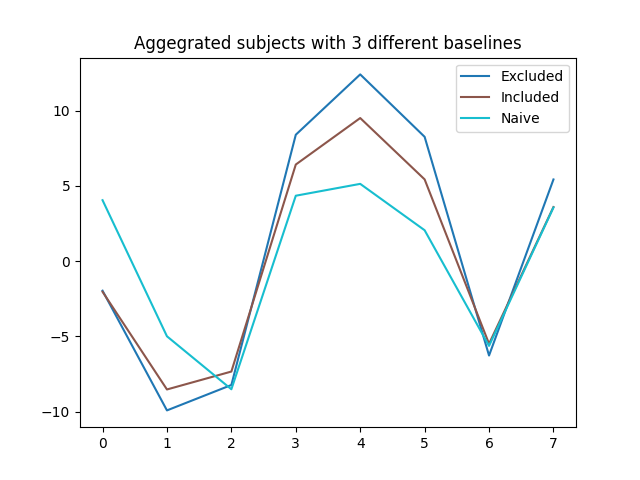 Aggegrated subjects with 3 different baselines
Excluded
Included
Naive
10
5
0
−5
−10
0 1 2 3 4 5 6 7